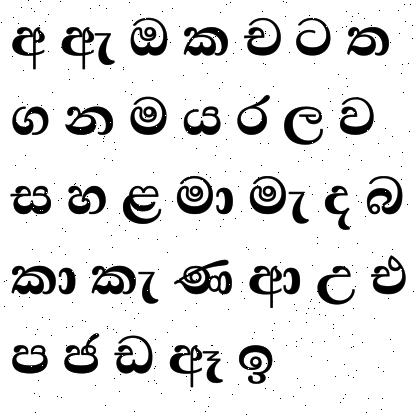 අ ඇ ඔ ක ච ට ත
ග න ම ය ර ල ව
ස හ ළ මා මැ ද බ
කා කැ ණ ආ උ එ
ප ජ ඩ ඈ ඉ